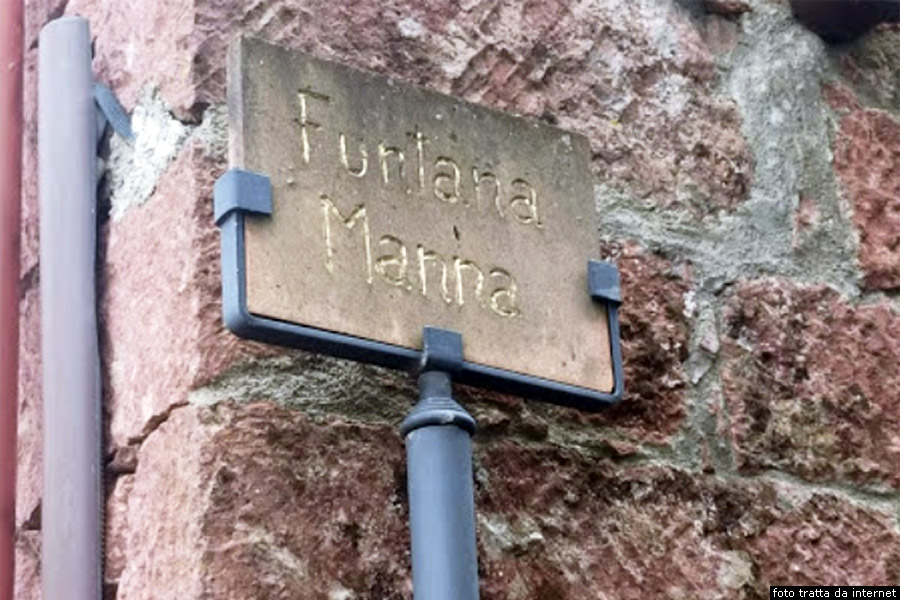 Funtana
Manna
foto tratta da internet